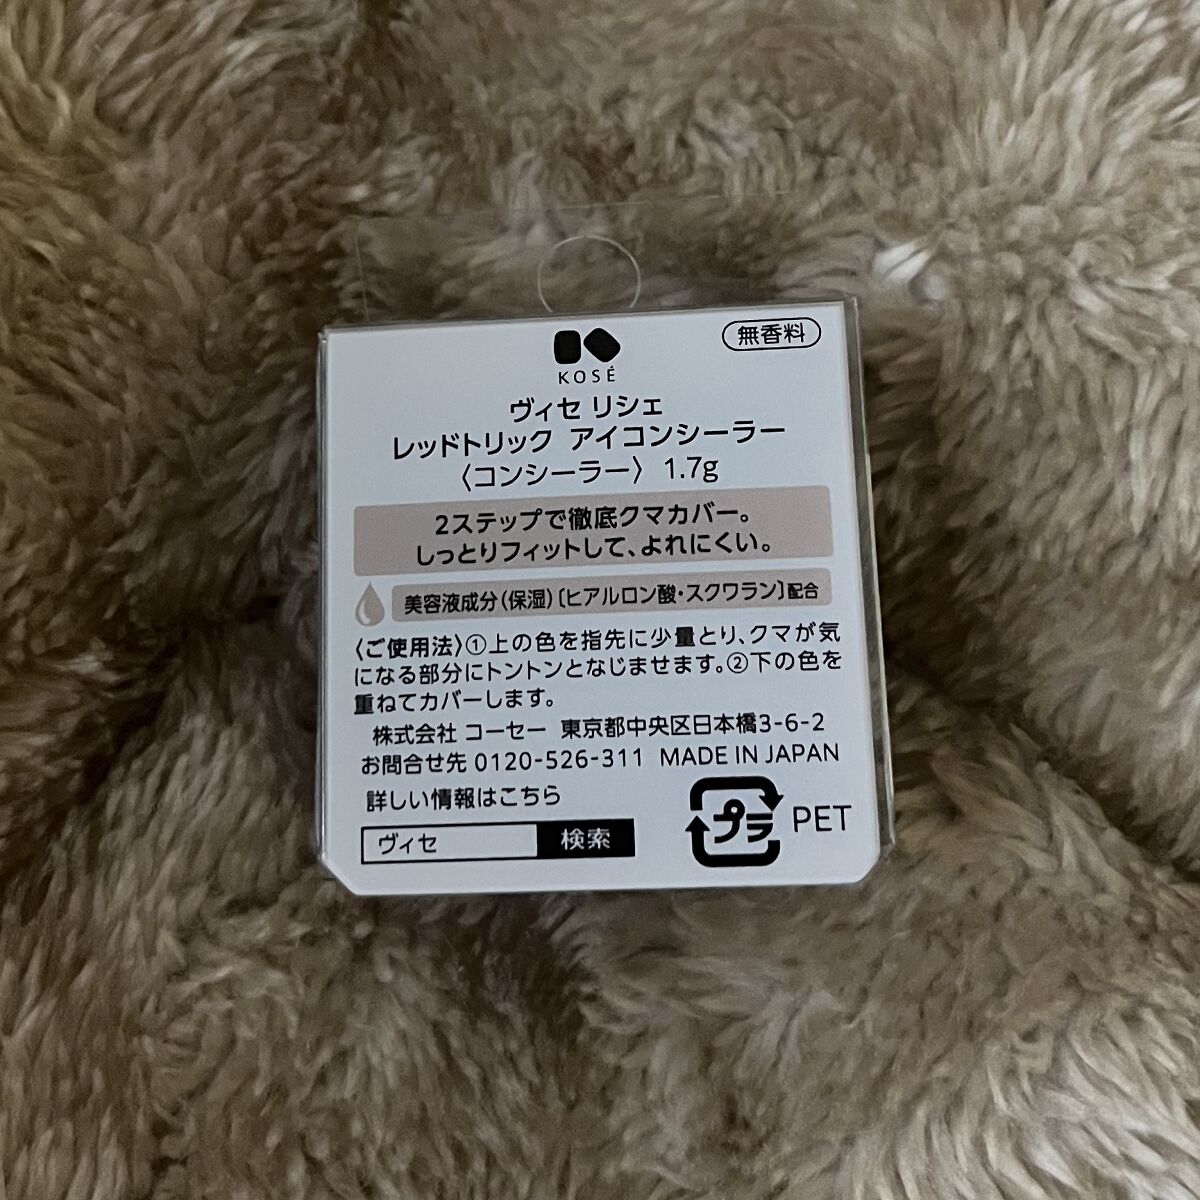 無香料
KOSÉ
ヴィセ リシェ
レッドトリック アイコンシーラー
〈コンシーラー〉 1.7g
2ステップで徹底クマカバー。
しっとりフィットして、よれにくい。
美容液成分(保湿)〔ヒアルロン酸・スクワラン〕配合
〈ご使用法〉①上の色を指先に少量とり、クマが気
になる部分にトントンとなじませます。②下の色を
重ねてカバーします。
株式会社 コーセー 東京都中央区日本橋3-6-2
お問合せ先 0120-526-311 MADE IN JAPAN
詳しい情報はこちら
ヴィセ 検索
プラ PET